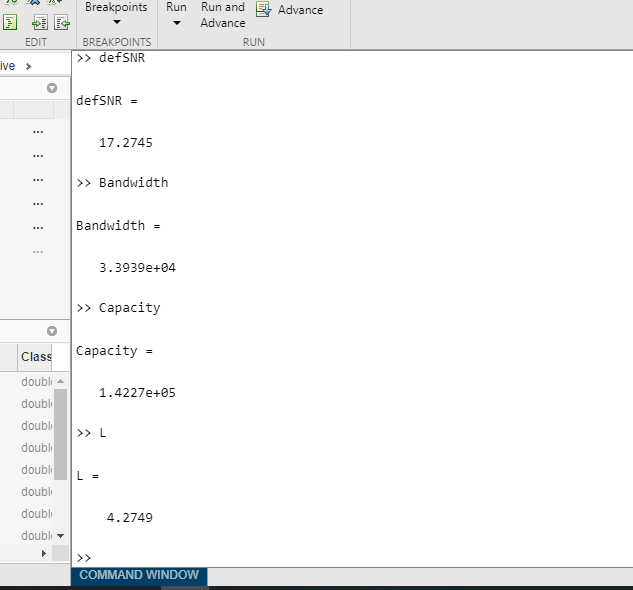 Breakpoints
Run
Run and
Advance
Advance
EDIT
BREAKPOINTS
RUN
ive
>> defSNR
defSNR =
17.2745
>> Bandwidth
Bandwidth =
3.3939e+04
>> Capacity
Capacity =
1.4227e+05
>> L
L =
4.2749
>>
...
...
...
...
...
...
Class
double
double
double
double
double
double
double
double
COMMAND WINDOW